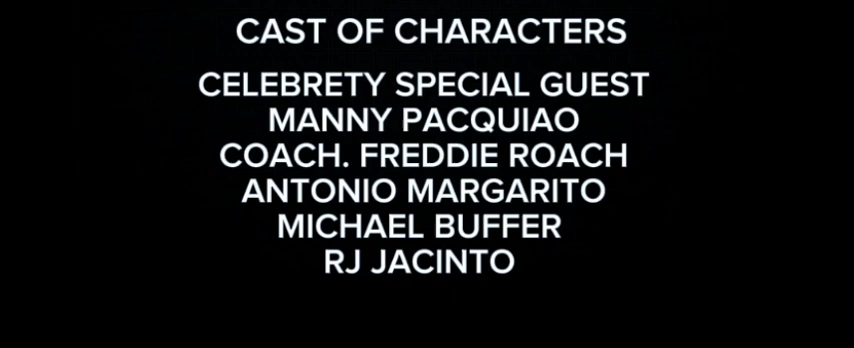 CAST OF CHARACTERS
CELEBRETY SPECIAL GUEST
MANNY PACQUIAO
COACH. FREDDIE ROACH
ANTONIO MARGARITO
MICHAEL BUFFER
RJ JACINTO